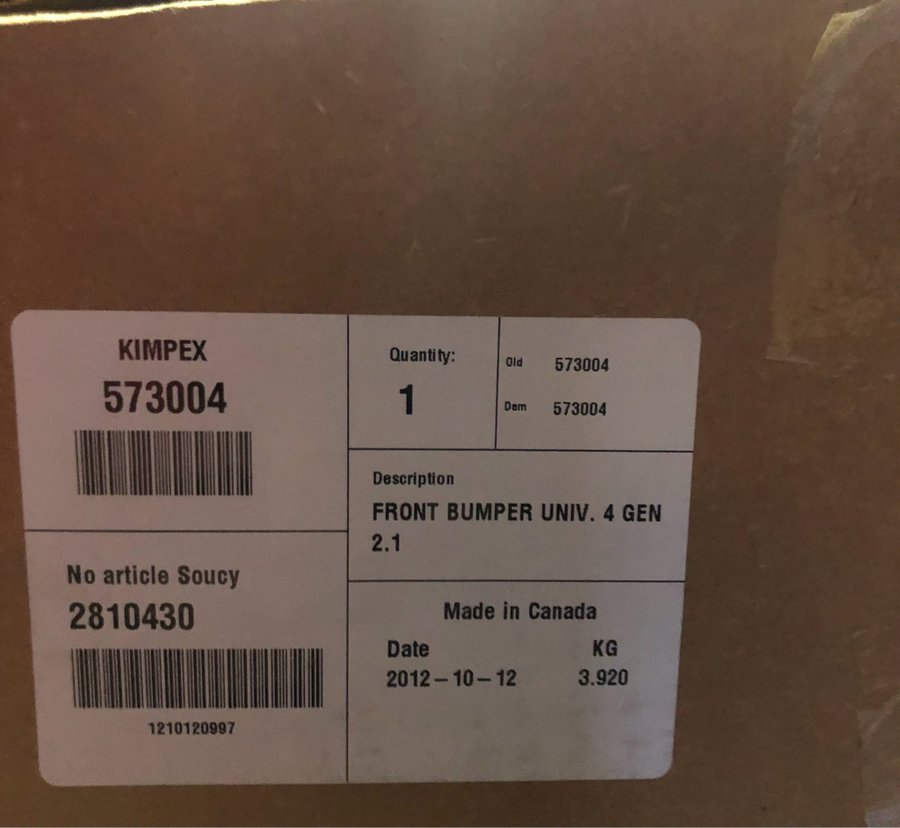 KIMPEX
573004
Quantity:
1
Old 573004
Dem 573004
Description
FRONT BUMPER UNIV. 4 GEN
2.1
No article Soucy
2810430
1210120997
Made in Canada
Date KG
2012-10-12 3.920